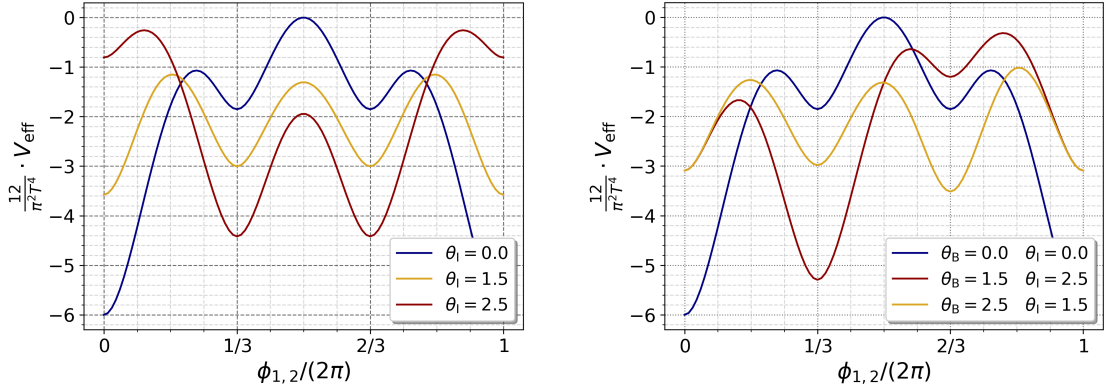 0
−1
−2
−3
−4
−5
−6
12/π²T⁴ · V_eff
θ_I = 0.0
θ_I = 1.5
θ_I = 2.5
0 1/3 2/3 1
ϕ_{1,2}/(2π)
0
−1
−2
−3
−4
−5
−6
12/π²T⁴ · V_eff
θ_B = 0.0 θ_I = 0.0
θ_B = 1.5 θ_I = 2.5
θ_B = 2.5 θ_I = 1.5
0 1/3 2/3 1
ϕ_{1,2}/(2π)